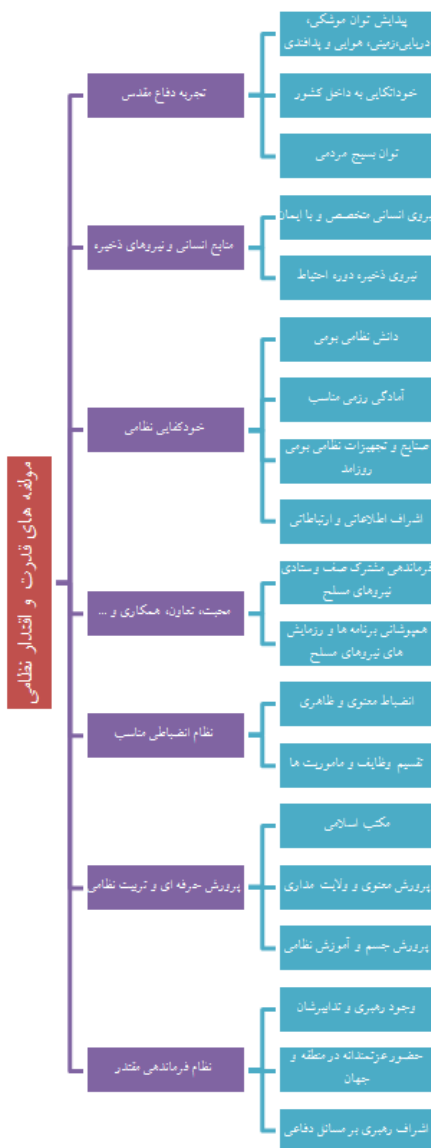 مولفه های قدرت و اقتدار نظامی
تجربه دفاع مقدس
پیدایش توان موشکی،
دریایی،زمینی، هوایی و پدافندی
خوداتکایی به داخل کشور
توان بسیج مردمی
منابع انسانی و نیروهای ذخیره
یروی انسانی متخصص و با ایمان
نیروی ذخیره دوره احتیاط
خودکفایی نظامی
دانش نظامی بومی
آمادگی رزمی مناسب
صنایع و تجهیزات نظامی بومی
روزامد
اشراف اطلاعاتی و ارتباطاتی
محبت، تعاون، همکاری و ...
فرماندهی مشترک صف وستادی
نیروهای مسلح
همپوشانی برنامه ها و رزمایش
های نیروهای مسلح
نظام انضباطی مناسب
انضباط معنوی و ظاهری
تقسیم وظایف و ماموریت ها
پرورش حرفه ای و تربیت نظامی
مکتب اسلامی
پرورش معنوی و ولایت مداری
پرورش جسم و آموزش نظامی
نظام فرماندهی مقتدر
وجود رهبری و تدابیرشان
حضور عزتمندانه در منطقه و
جهان
اشراف رهبری بر مسائل دفاعی